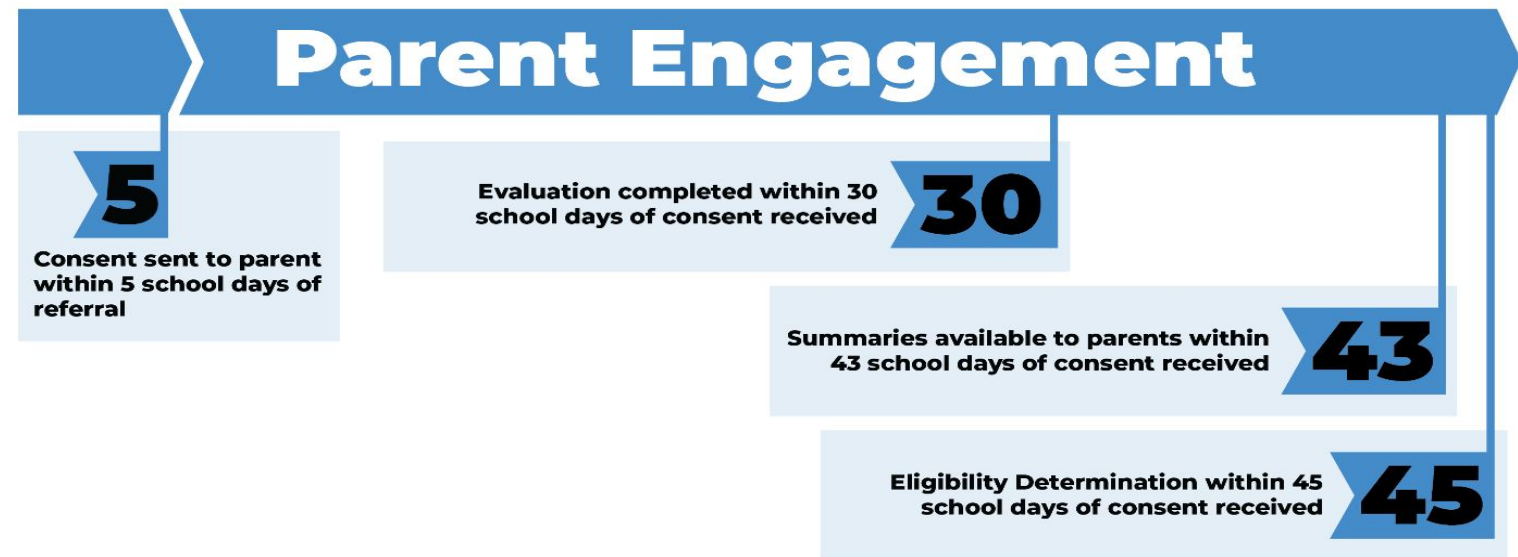 Parent Engagement
5
Consent sent to parent
within 5 school days of
referral
Evaluation completed within 30
school days of consent received
30
Summaries available to parents within
43 school days of consent received
43
Eligibility Determination within 45
school days of consent received
45